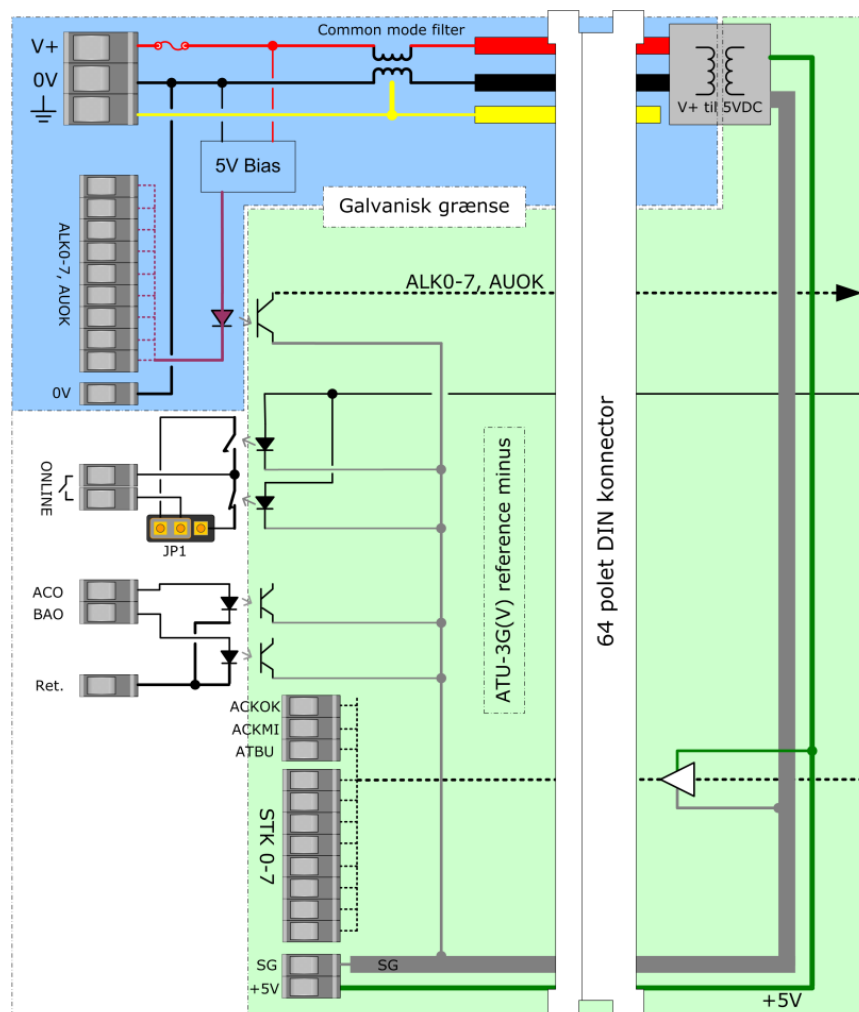 V+
Common mode filter
0V
V+ til 5VDC
5V Bias
Galvanisk grænse
ALK0-7, AUOK
ALK0-7, AUOK
0V
ONLINE
JP1
ATU-3G(V) reference minus
64 polet DIN konnector
ACO
BAO
Ret.
ACKOK
ACKMI
ATBU
STK 0-7
SG
SG
+5V
+5V